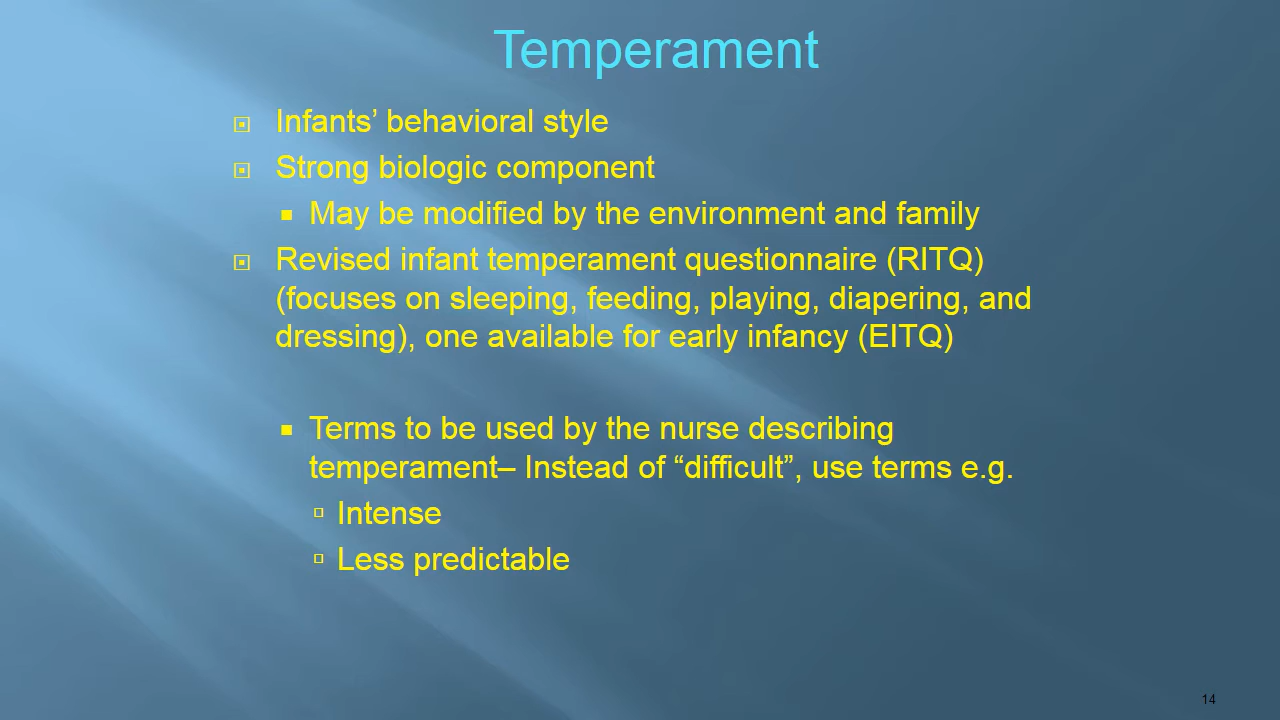 Temperament
Infants’ behavioral style
Strong biologic component
May be modified by the environment and family
Revised infant temperament questionnaire (RITQ)
(focuses on sleeping, feeding, playing, diapering, and
dressing), one available for early infancy (EITQ)
Terms to be used by the nurse describing
temperament– Instead of “difficult”, use terms e.g.
Intense
Less predictable
14